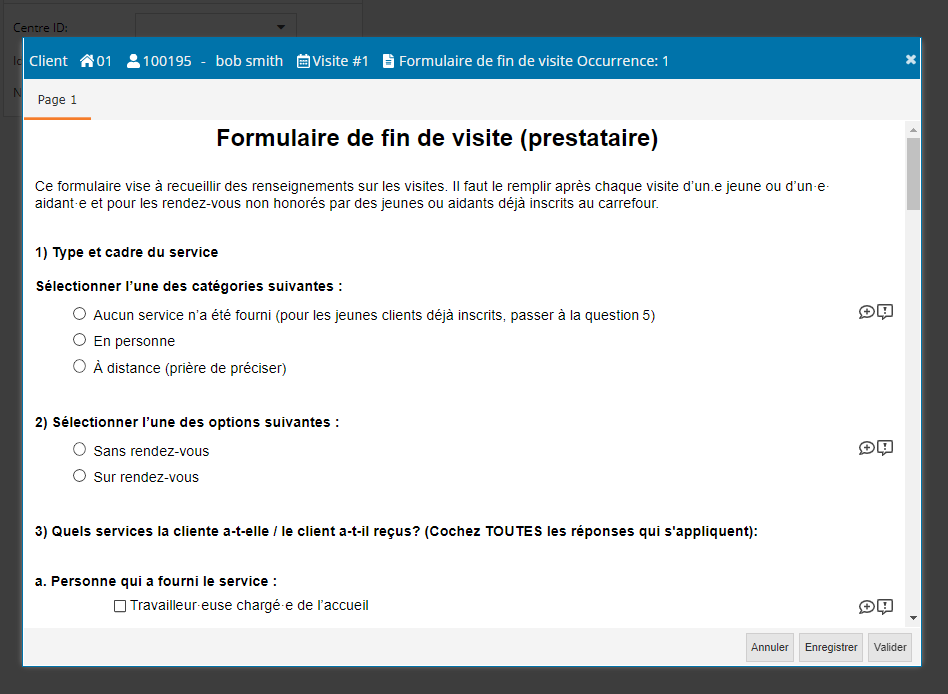 Centre ID:
Client 01 100195 - bob smith Visite #1 Formulaire de fin de visite Occurrence: 1
Page 1
Formulaire de fin de visite (prestataire)
Ce formulaire vise à recueillir des renseignements sur les visites. Il faut le remplir après chaque visite d’un.e jeune ou d’un·e·
aidant·e et pour les rendez-vous non honorés par des jeunes ou aidants déjà inscrits au carrefour.
1) Type et cadre du service
Sélectionner l’une des catégories suivantes :
Aucun service n’a été fourni (pour les jeunes clients déjà inscrits, passer à la question 5)
En personne
À distance (prière de préciser)
2) Sélectionner l’une des options suivantes :
Sans rendez-vous
Sur rendez-vous
3) Quels services la cliente a-t-elle / le client a-t-il reçus? (Cochez TOUTES les réponses qui s'appliquent):
a. Personne qui a fourni le service :
Travailleur·euse chargé·e de l’accueil
Annuler Enregistrer Valider